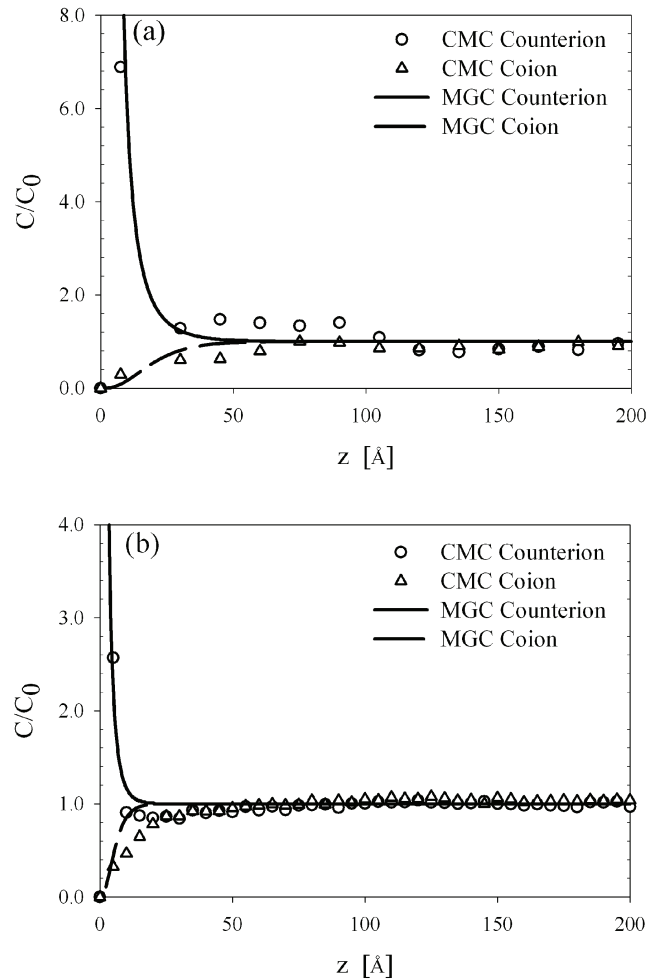 (a)
CMC Counterion
CMC Coion
MGC Counterion
MGC Coion
8.0
6.0
4.0
2.0
0.0
C/C0
0 50 100 150 200
z [Å]
(b)
CMC Counterion
CMC Coion
MGC Counterion
MGC Coion
4.0
3.0
2.0
1.0
0.0
C/C0
0 50 100 150 200
z [Å]